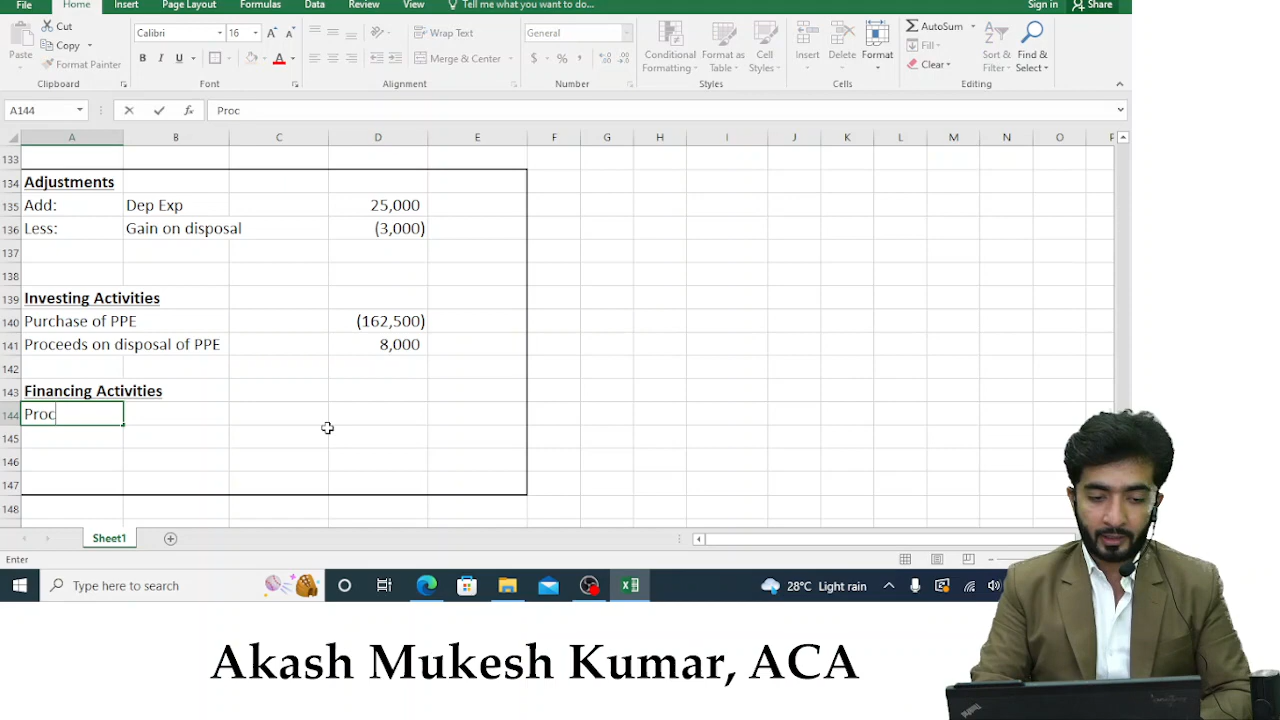 File Home Insert Page Layout Formulas Data Review View Tell me what you want to do... Sign in Share
Cut
Copy
Format Painter
Paste
Calibri 16
B I U
Wrap Text
Merge & Center
General
$ % ,
Conditional Formatting
Format as Table
Cell Styles
Insert Delete Format
AutoSum
Fill
Clear
Sort & Filter
Find & Select
Clipboard Font Alignment Number Styles Cells Editing
A144 fx Proc
A B C D E F G H I J K L M N O P
133
134 Adjustments
135 Add: Dep Exp 25,000
136 Less: Gain on disposal (3,000)
137
138
139 Investing Activities
140 Purchase of PPE (162,500)
141 Proceeds on disposal of PPE 8,000
142
143 Financing Activities
144 Proc
145
146
147
148
Sheet1
Enter
Type here to search
28°C Light rain
Akash Mukesh Kumar, ACA